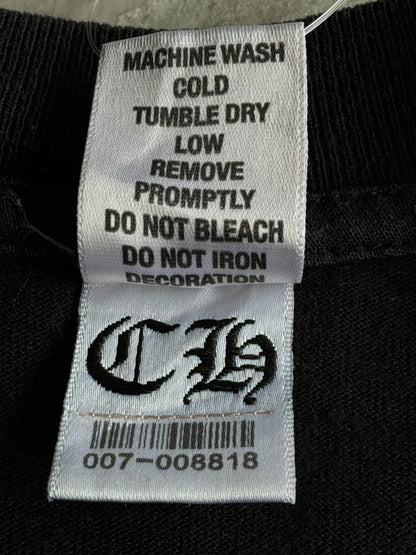 MACHINE WASH
COLD
TUMBLE DRY
LOW
REMOVE
PROMPTLY
DO NOT BLEACH
DO NOT IRON
DECORATION
CH
007-008818